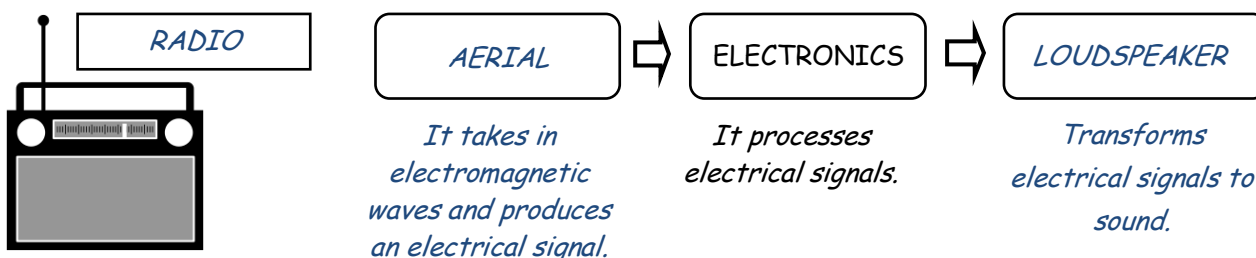 RADIO
AERIAL
ELECTRONICS
LOUDSPEAKER
It takes in
electromagnetic
waves and produces
an electrical signal.
It processes
electrical signals.
Transforms
electrical signals to
sound.